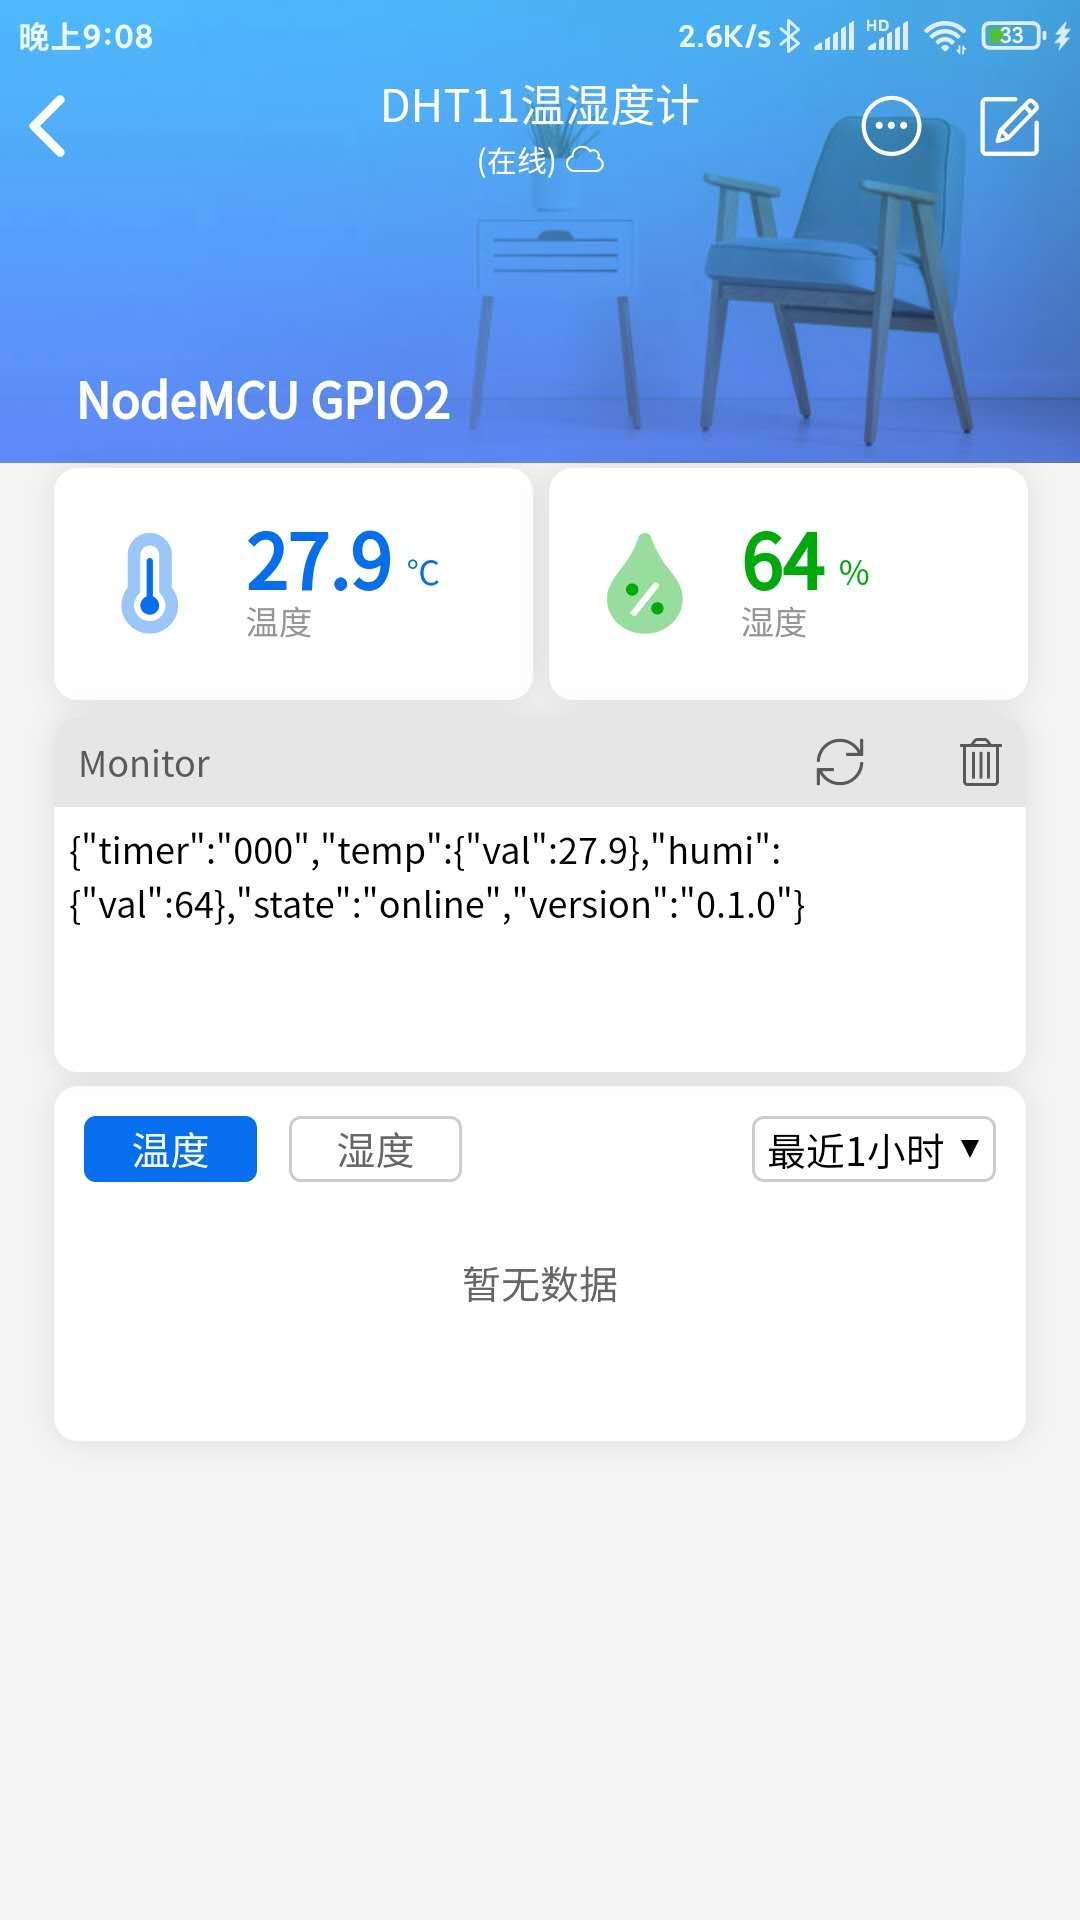 晚上9:08
2.6K/s
HD
33
DHT11温湿度计
(在线)
NodeMCU GPIO2
27.9 ℃
温度
64 %
湿度
Monitor
{"timer":"000","temp":{"val":27.9},"humi":
{"val":64},"state":"online","version":"0.1.0"}
温度
湿度
最近1小时 ▼
暂无数据